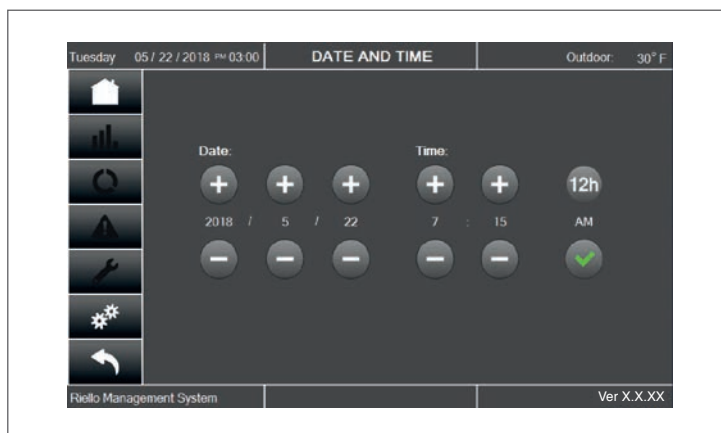 Tuesday 05 / 22 / 2018 PM 03:00 DATE AND TIME Outdoor: 30° F
Date: Time:
12h
2018 / 5 / 22 7 : 15 AM
Riello Management System Ver X.X.XX